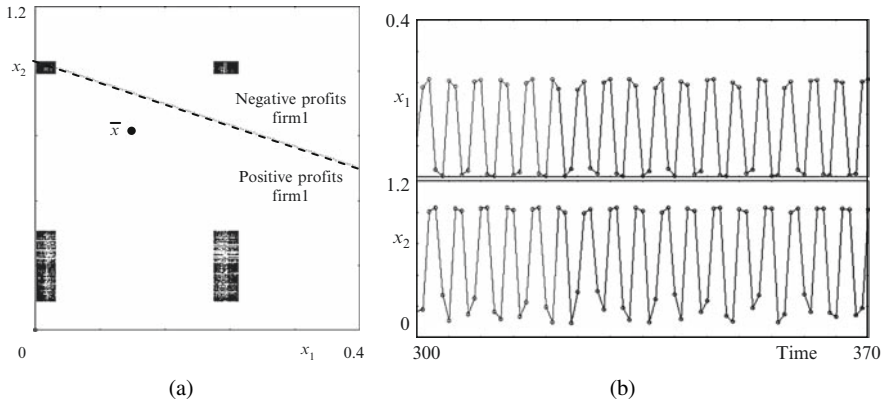 1.2
x2
Negative profits
firm1
x̄
Positive profits
firm1
0
x1
0.4
(a)
0.4
x1
1.2
x2
0
300
Time
370
(b)